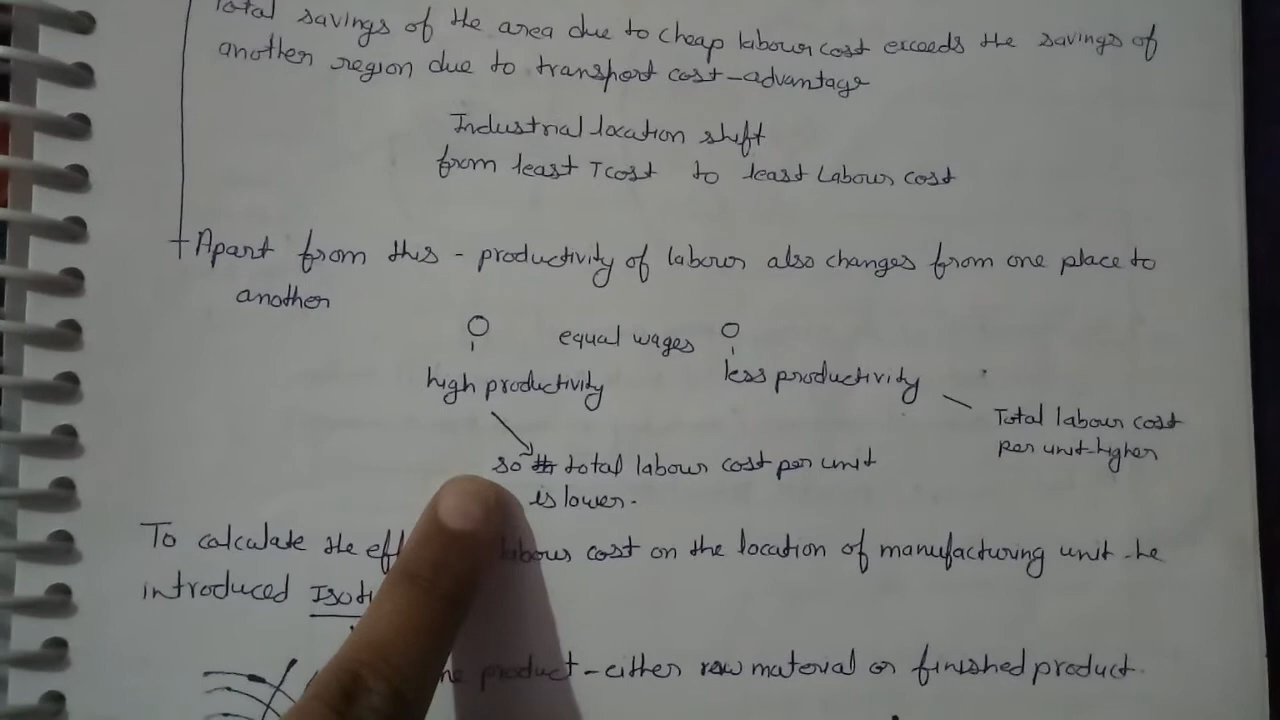 Total savings of the area due to cheap labour cost exceeds the savings of
another region due to transport cost-advantage
Industrial location shift
from least T cost to least Labour cost
Apart from this - productivity of labour also changes from one place to
another
equal wages
high productivity
less productivity
Total labour cost
per unit-higher
so total labour cost per unit
is lower.
To calculate the labour cost on the location of manufacturing unit - he
introduced
product - either raw material or finished product.